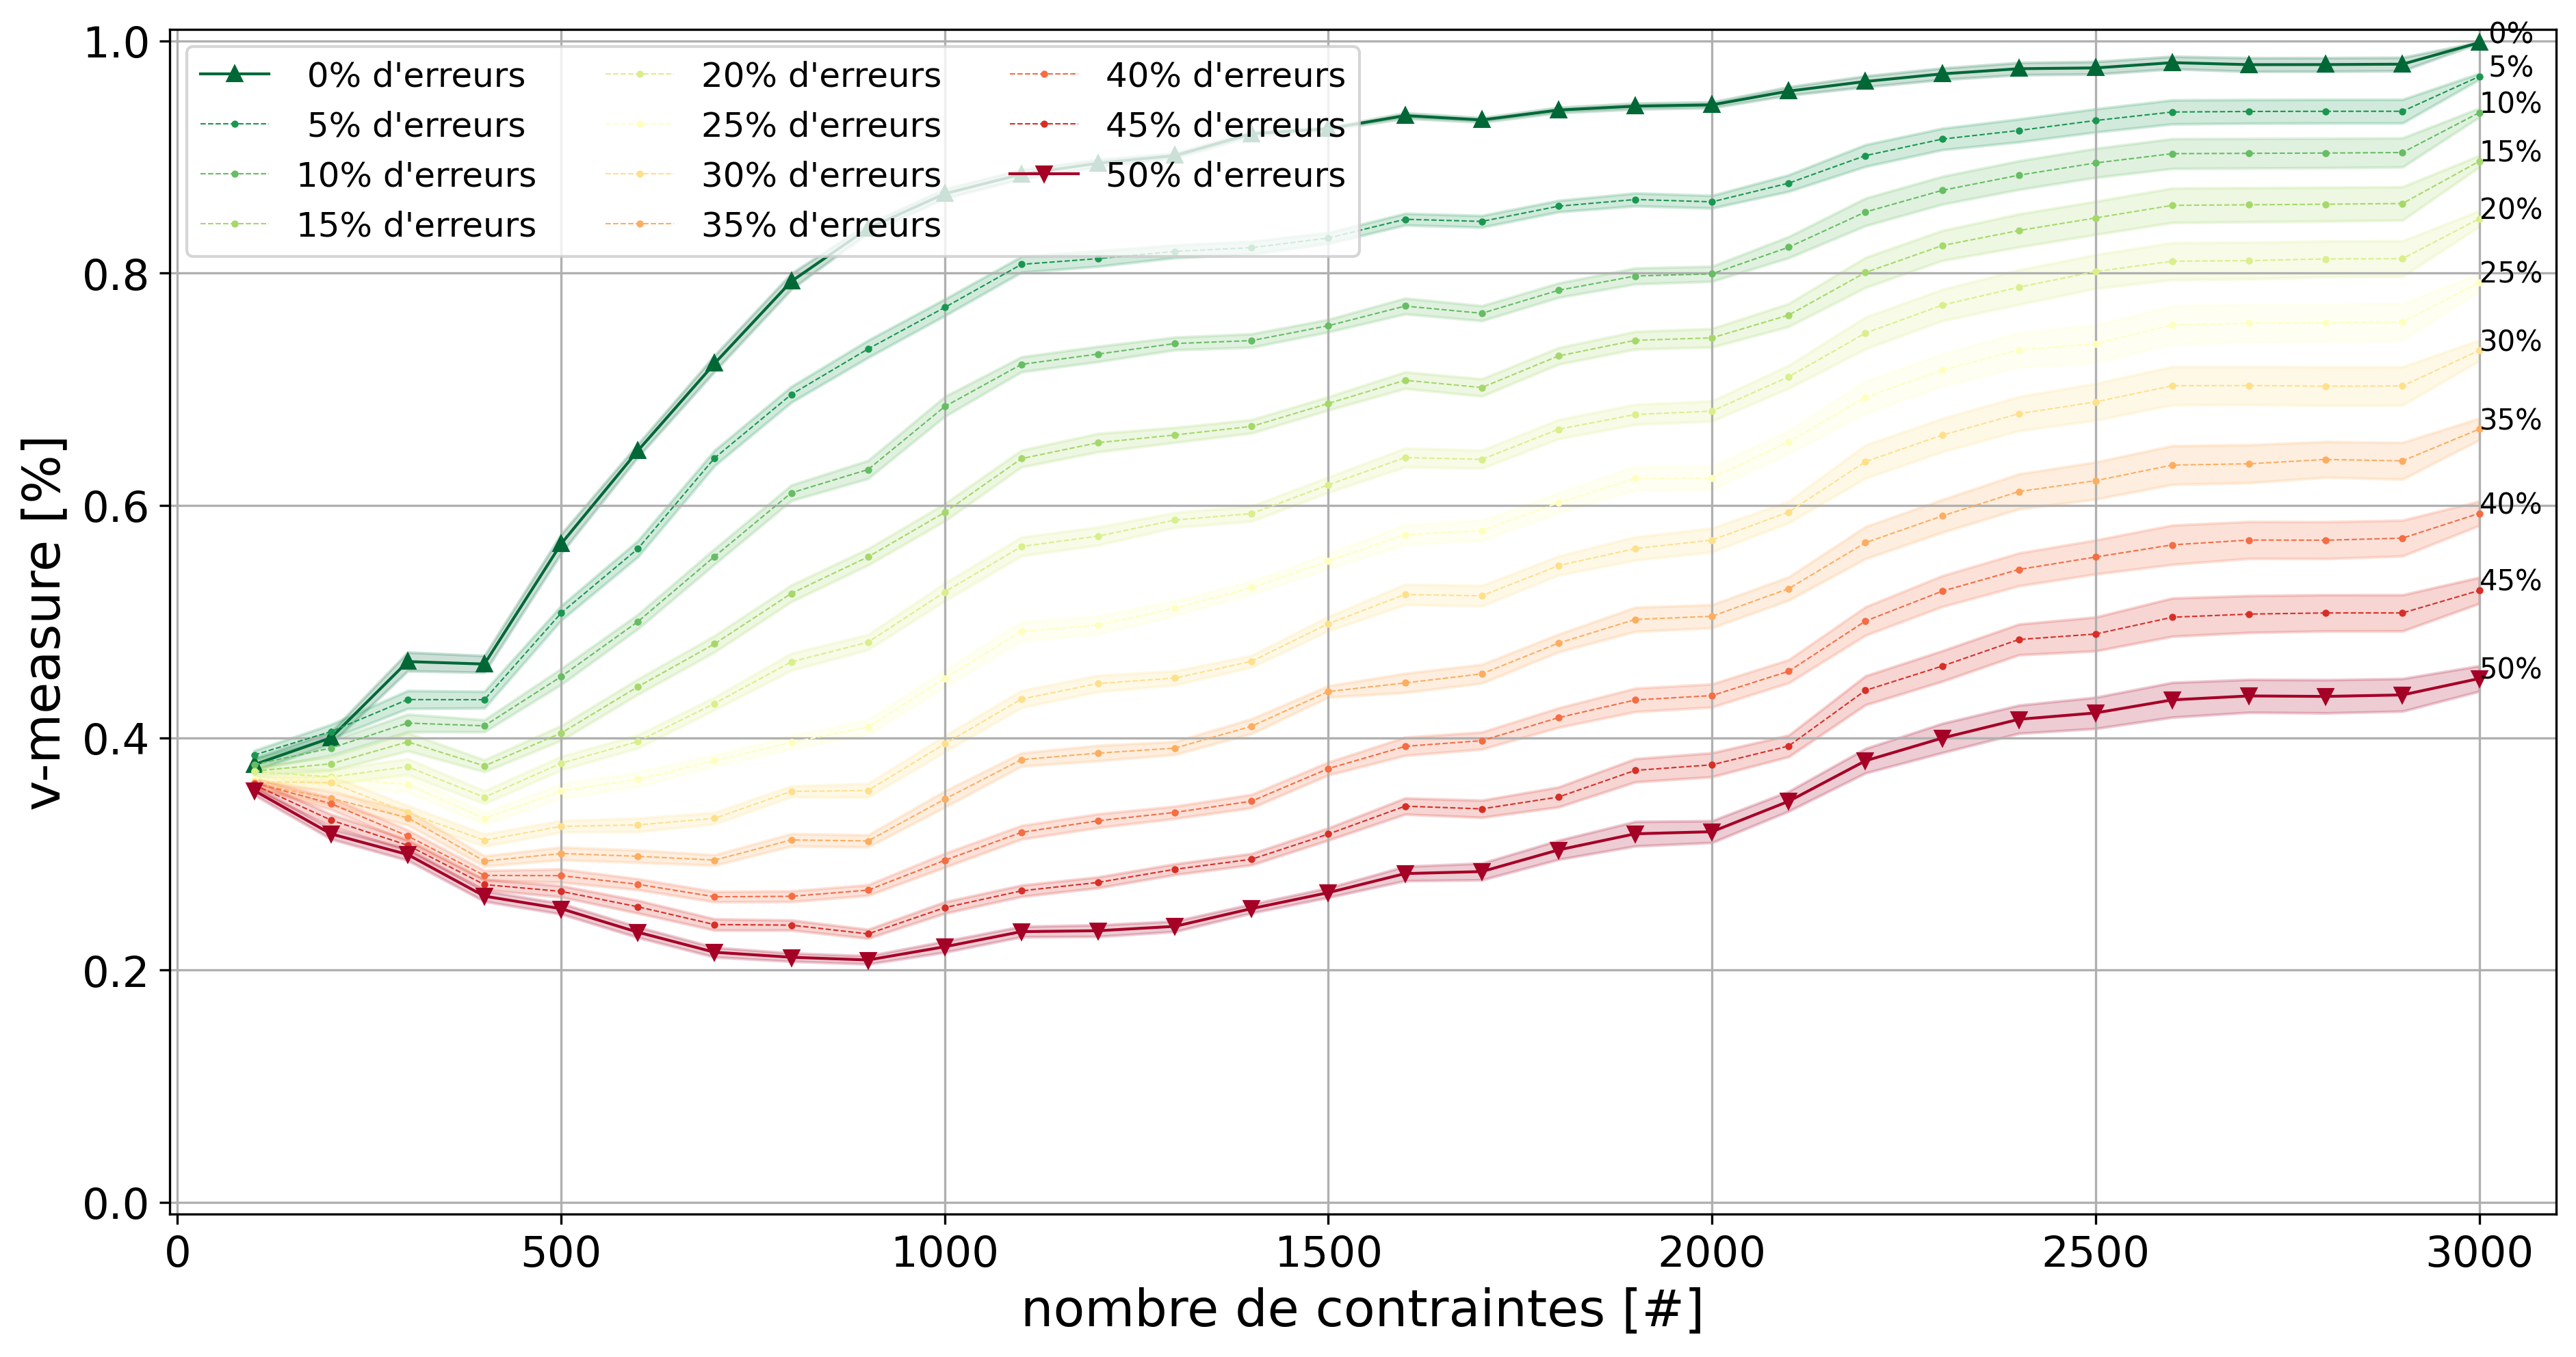 v-measure [%]
1.0
0.8
0.6
0.4
0.2
0.0
0% d'erreurs
5% d'erreurs
10% d'erreurs
15% d'erreurs
20% d'erreurs
25% d'erreurs
30% d'erreurs
35% d'erreurs
40% d'erreurs
45% d'erreurs
50% d'erreurs
0%
5%
10%
15%
20%
25%
30%
35%
40%
45%
50%
0 500 1000 1500 2000 2500 3000
nombre de contraintes [#]